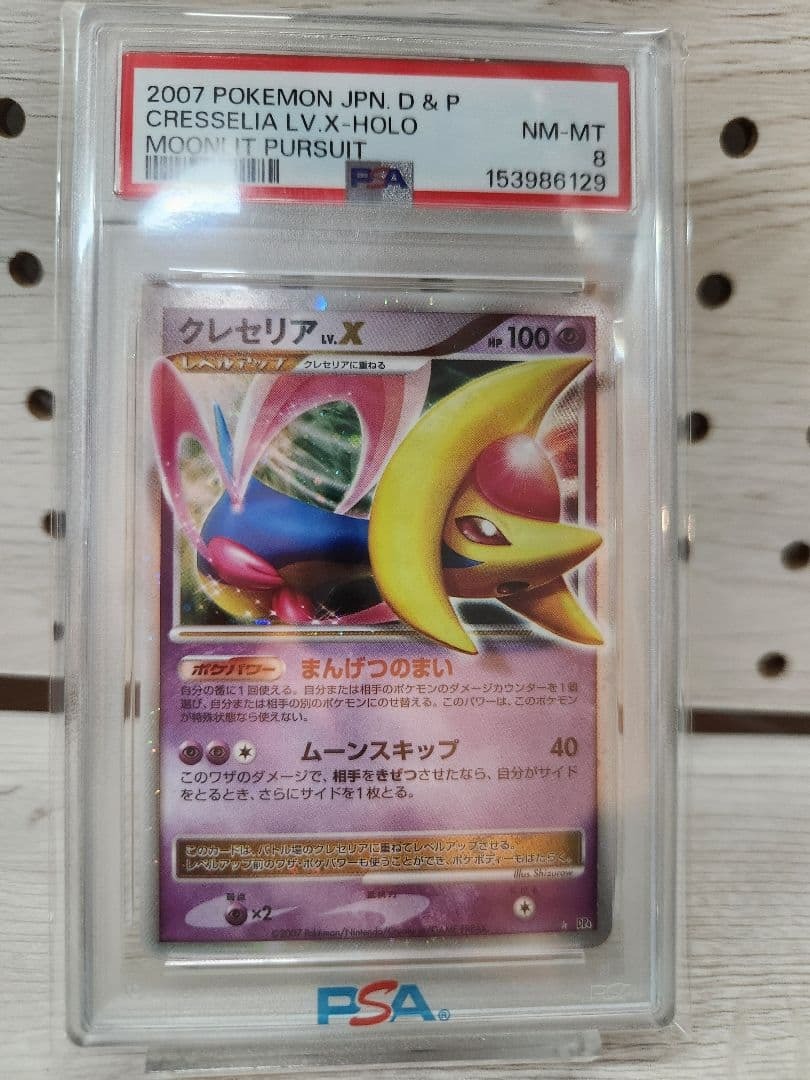 2007 POKEMON JPN. D & P
CRESSELIA LV.X-HOLO
NM-MT
MOONLIT PURSUIT
8
PSA
153986129
クレセリア LV.X
HP 100
レベルアップ
クレセリアに重ねる
ポケパワー まんげつのまい
自分の番に1回使える。自分または相手のポケモンのダメージカウンターを1個
選び、自分または相手の別のポケモンにのせ替える。このパワーは、このポケモン
が特殊状態なら使えない。
ムーンスキップ 40
このワザのダメージで、相手をきぜつさせたなら、自分がサイド
をとるとき、さらにサイドを1枚とる。
このカードは、バトル場のクレセリアに重ねてレベルアップさせる。
レベルアップ前のワザ・ポケパワーも使うことができ、ポケボディーもはたらく。
Illus. Shizurow
弱点
抵抗力
×2
©2007 Pokémon/Nintendo/Creatures/GAME FREAK.
DP4
PSA®